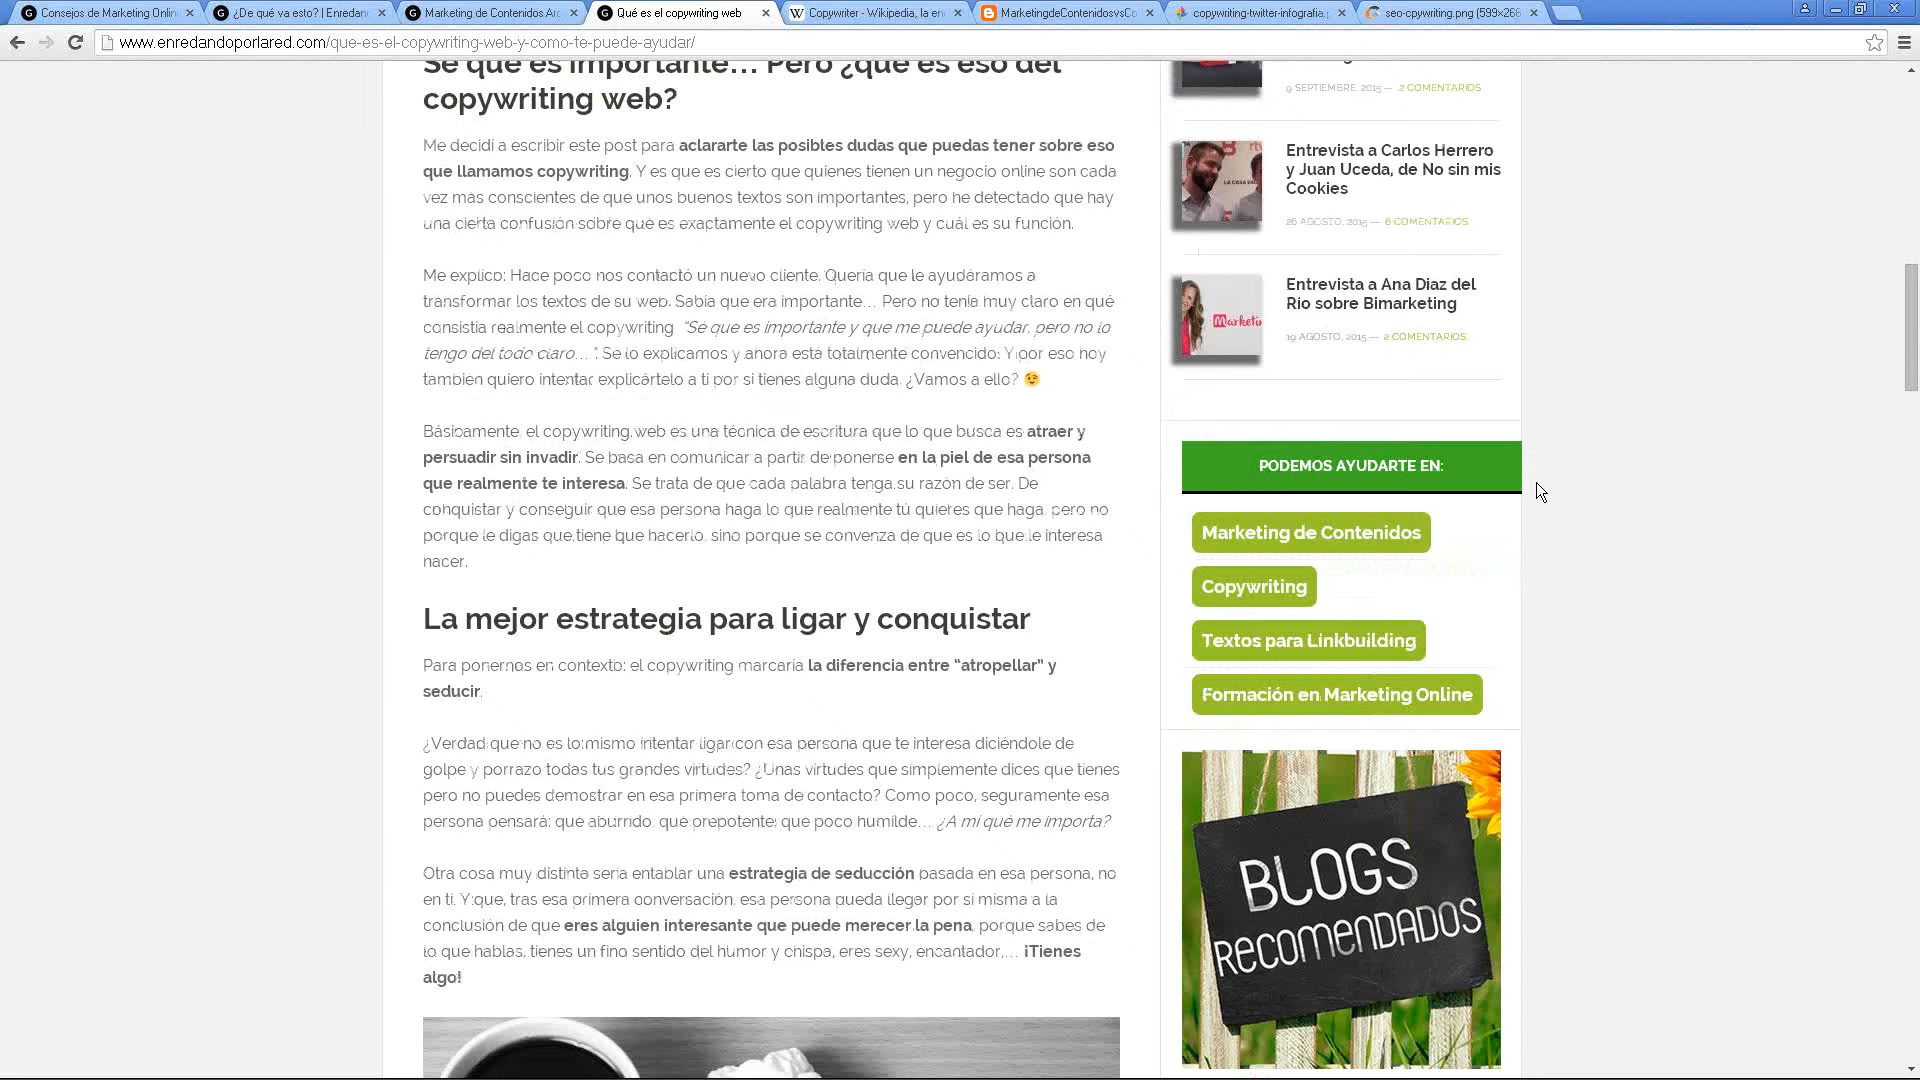 Consejos de Marketing Onlin
¿De qué va esto? | Enredan
Marketing de Contenidos Arc
Qué es el copywriting web
Copywriter - Wikipedia, la en
MarketingdeContenidosvsCo
copywriting-twitter-infografia.
seo-cpywriting.png (599×266
www.enredandoporlared.com/que-es-el-copywriting-web-y-como-te-puede-ayudar/
Sé que es importante… Pero ¿qué es eso del
copywriting web?
Me decidí a escribir este post para aclararte las posibles dudas que puedas tener sobre eso
que llamamos copywriting. Y es que es cierto que quienes tienen un negocio online son cada
vez más conscientes de que unos buenos textos son importantes, pero he detectado que hay
una cierta confusión sobre qué es exactamente el copywriting web y cuál es su función.
Me explico: Hace poco nos contactó un nuevo cliente. Quería que le ayudáramos a
transformar los textos de su web. Sabía que era importante… Pero no tenía muy claro en qué
consistía realmente el copywriting “Sé que es importante y que me puede ayudar, pero no lo
tengo del todo claro… ”. Se lo explicamos y ahora está totalmente convencido: Y por eso hoy
también quiero intentar explicártelo a ti por si tienes alguna duda. ¿Vamos a ello? 😉
Básicamente, el copywriting web es una técnica de escritura que lo que busca es atraer y
persuadir sin invadir. Se basa en comunicar a partir de ponerse en la piel de esa persona
que realmente te interesa. Se trata de que cada palabra tenga su razón de ser. De
conquistar y conseguir que esa persona haga lo que realmente tú quieres que haga, pero no
porque le digas que tiene que hacerlo, sino porque se convenza de que es lo que le interesa
hacer.
La mejor estrategia para ligar y conquistar
Para ponernos en contexto: el copywriting marcaría la diferencia entre “atropellar” y
seducir.
¿Verdad que no es lo mismo intentar ligar con esa persona que te interesa diciéndole de
golpe y porrazo todas tus grandes virtudes? ¿Unas virtudes que simplemente dices que tienes
pero no puedes demostrar en esa primera toma de contacto? Como poco, seguramente esa
persona pensará: que aburrido, que prepotente; que poco humilde… ¿A mí qué me importa?
Otra cosa muy distinta sería entablar una estrategia de seducción pasada en esa persona, no
en ti. Y que, tras esa primera conversación, esa persona pueda llegar por sí misma a la
conclusión de que eres alguien interesante que puede merecer la pena, porque sabes de
lo que hablas, tienes un fino sentido del humor y chispa, eres sexy, encantador,… ¡Tienes
algo!
9 SEPTIEMBRE, 2015 — 2 COMENTARIOS
Entrevista a Carlos Herrero
y Juan Uceda, de No sin mis
Cookies
26 AGOSTO, 2015 — 6 COMENTARIOS
Entrevista a Ana Diaz del
Río sobre Bimarketing
19 AGOSTO, 2015 — 2 COMENTARIOS
PODEMOS AYUDARTE EN:
Marketing de Contenidos
Copywriting
Textos para Linkbuilding
Formación en Marketing Online
BLOGS
RECOMENDADOS